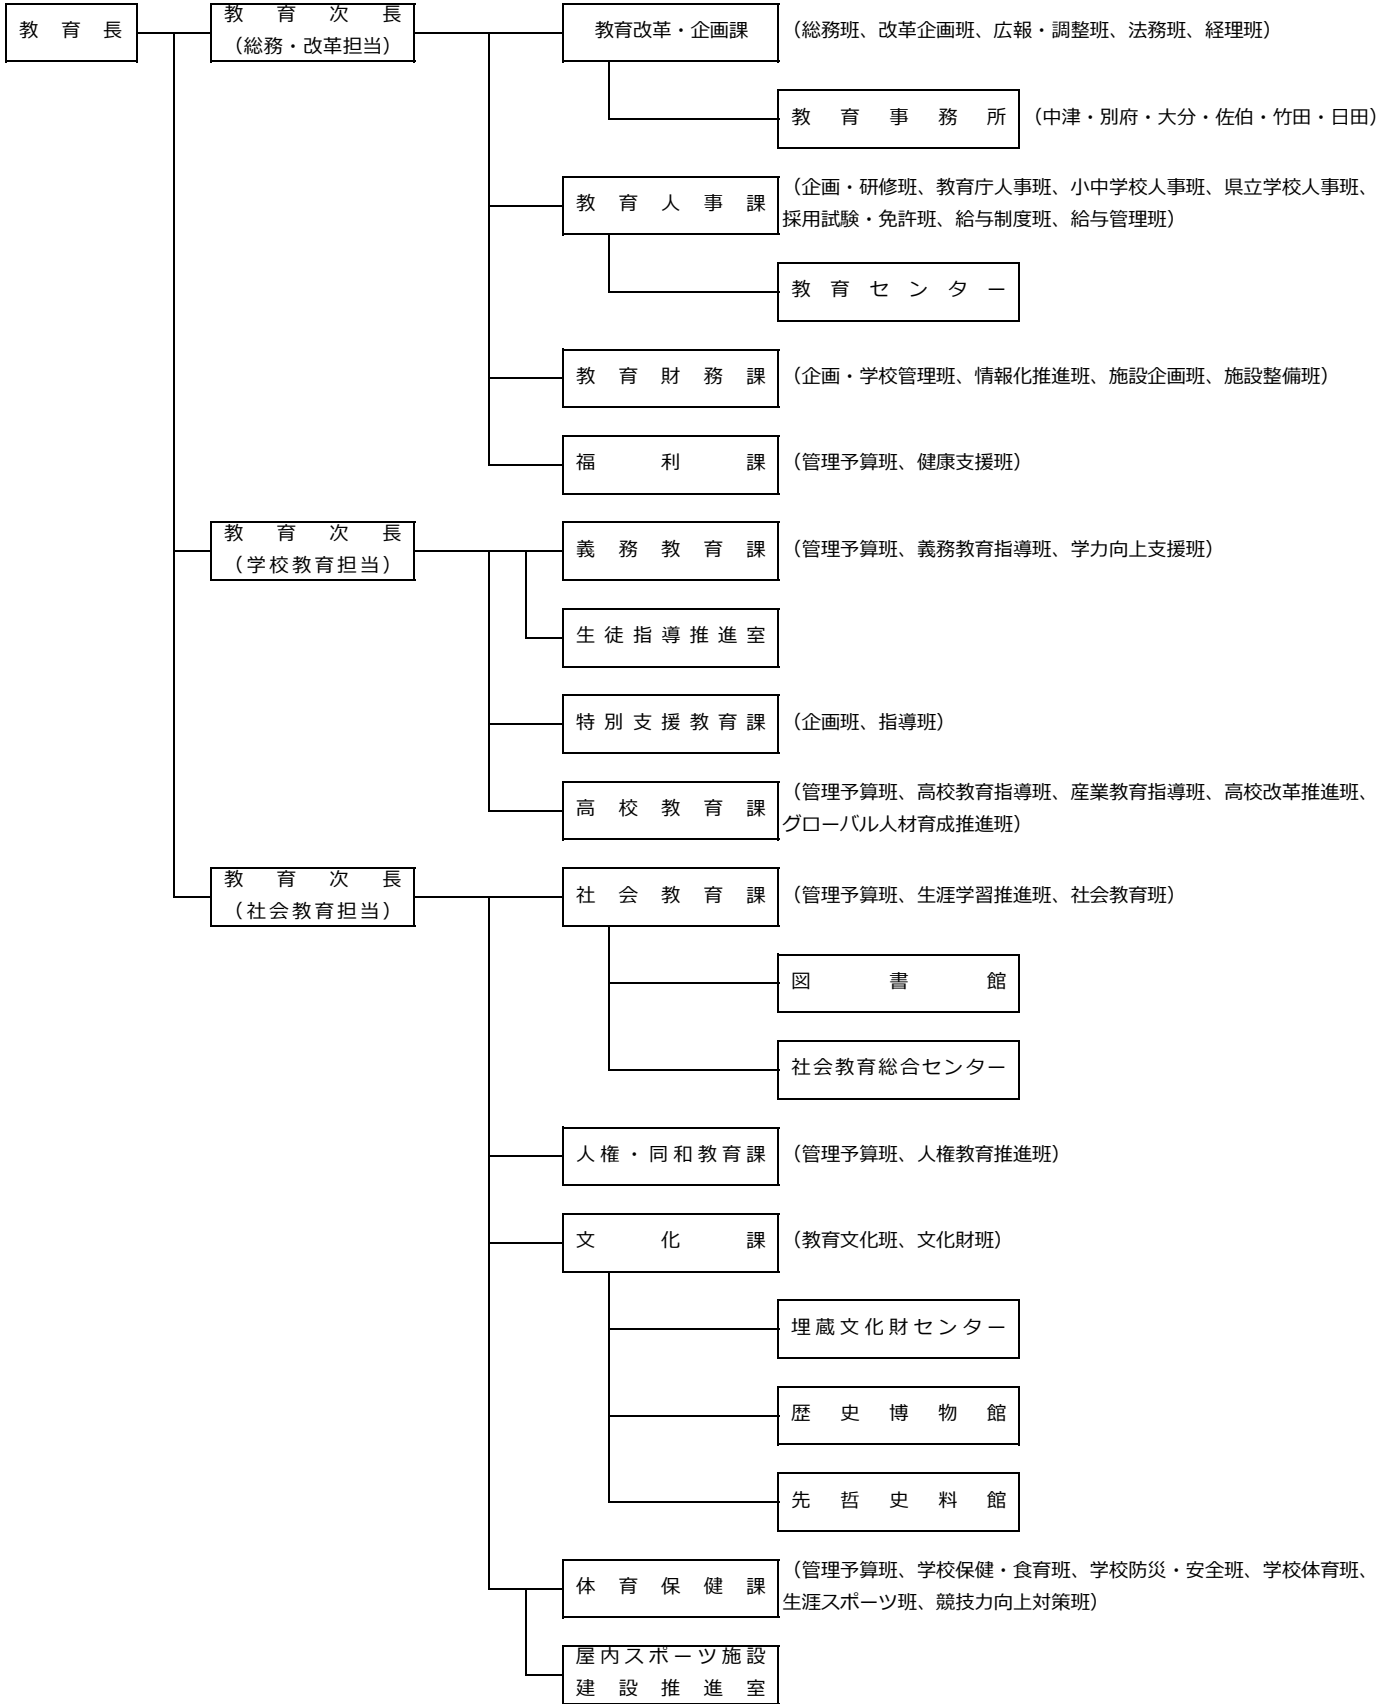 教育長
教育次長
（総務・改革担当）
教育改革・企画課
（総務班、改革企画班、広報・調整班、法務班、経理班）
教育事務所
（中津・別府・大分・佐伯・竹田・日田）
教育人事課
（企画・研修班、教育庁人事班、小中学校人事班、県立学校人事班、
採用試験・免許班、給与制度班、給与管理班）
教育センター
教育財務課
（企画・学校管理班、情報化推進班、施設企画班、施設整備班）
福利課
（管理予算班、健康支援班）
教育次長
（学校教育担当）
義務教育課
（管理予算班、義務教育指導班、学力向上支援班）
生徒指導推進室
特別支援教育課
（企画班、指導班）
高校教育課
（管理予算班、高校教育指導班、産業教育指導班、高校改革推進班、
グローバル人材育成推進班）
教育次長
（社会教育担当）
社会教育課
（管理予算班、生涯学習推進班、社会教育班）
図書館
社会教育総合センター
人権・同和教育課
（管理予算班、人権教育推進班）
文化課
（教育文化班、文化財班）
埋蔵文化財センター
歴史博物館
先哲史料館
体育保健課
（管理予算班、学校保健・食育班、学校防災・安全班、学校体育班、
生涯スポーツ班、競技力向上対策班）
屋内スポーツ施設
建設推進室